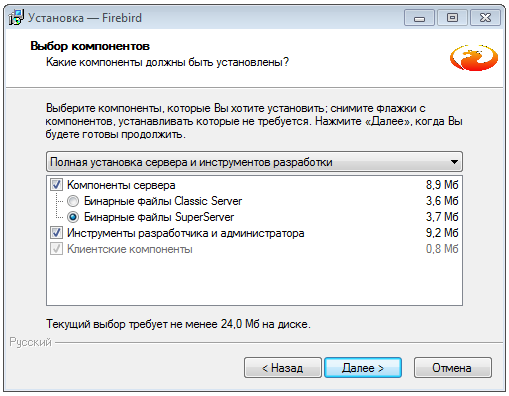 Установка — Firebird
Выбор компонентов
Какие компоненты должны быть установлены?
Выберите компоненты, которые Вы хотите установить; снимите флажки с
компонентов, устанавливать которые не требуется. Нажмите «Далее», когда Вы
будете готовы продолжить.
Полная установка сервера и инструментов разработки
Компоненты сервера 8,9 Мб
Бинарные файлы Classic Server 3,6 Мб
Бинарные файлы SuperServer 3,7 Мб
Инструменты разработчика и администратора 9,2 Мб
Клиентские компоненты 0,8 Мб
Текущий выбор требует не менее 24,0 Мб на диске.
Русский
< Назад Далее > Отмена